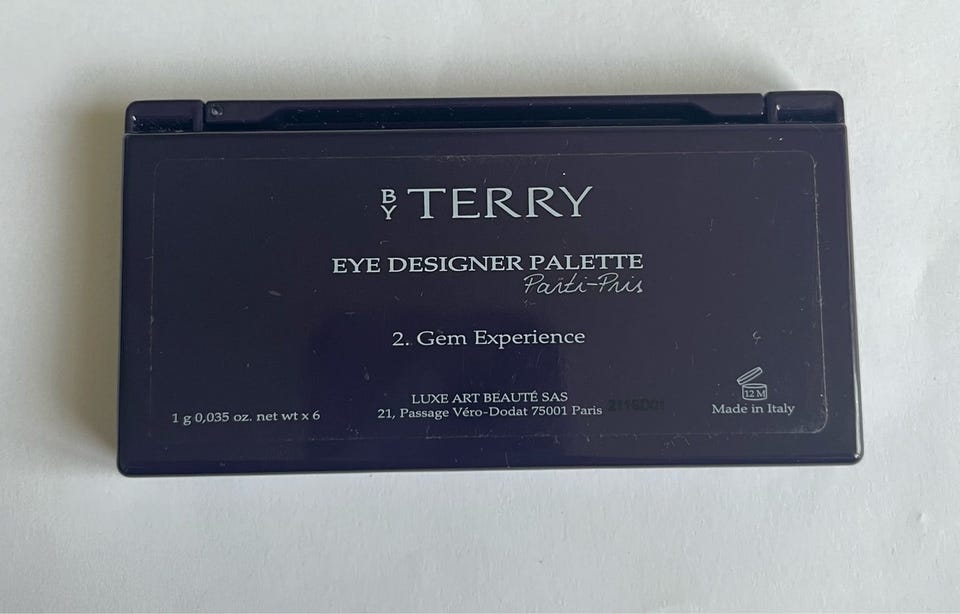 BY TERRY
EYE DESIGNER PALETTE
Parti-Pris
2. Gem Experience
12 M
LUXE ART BEAUTÉ SAS
1 g 0,035 oz. net wt x 6
21, Passage Véro-Dodat 75001 Paris
Made in Italy